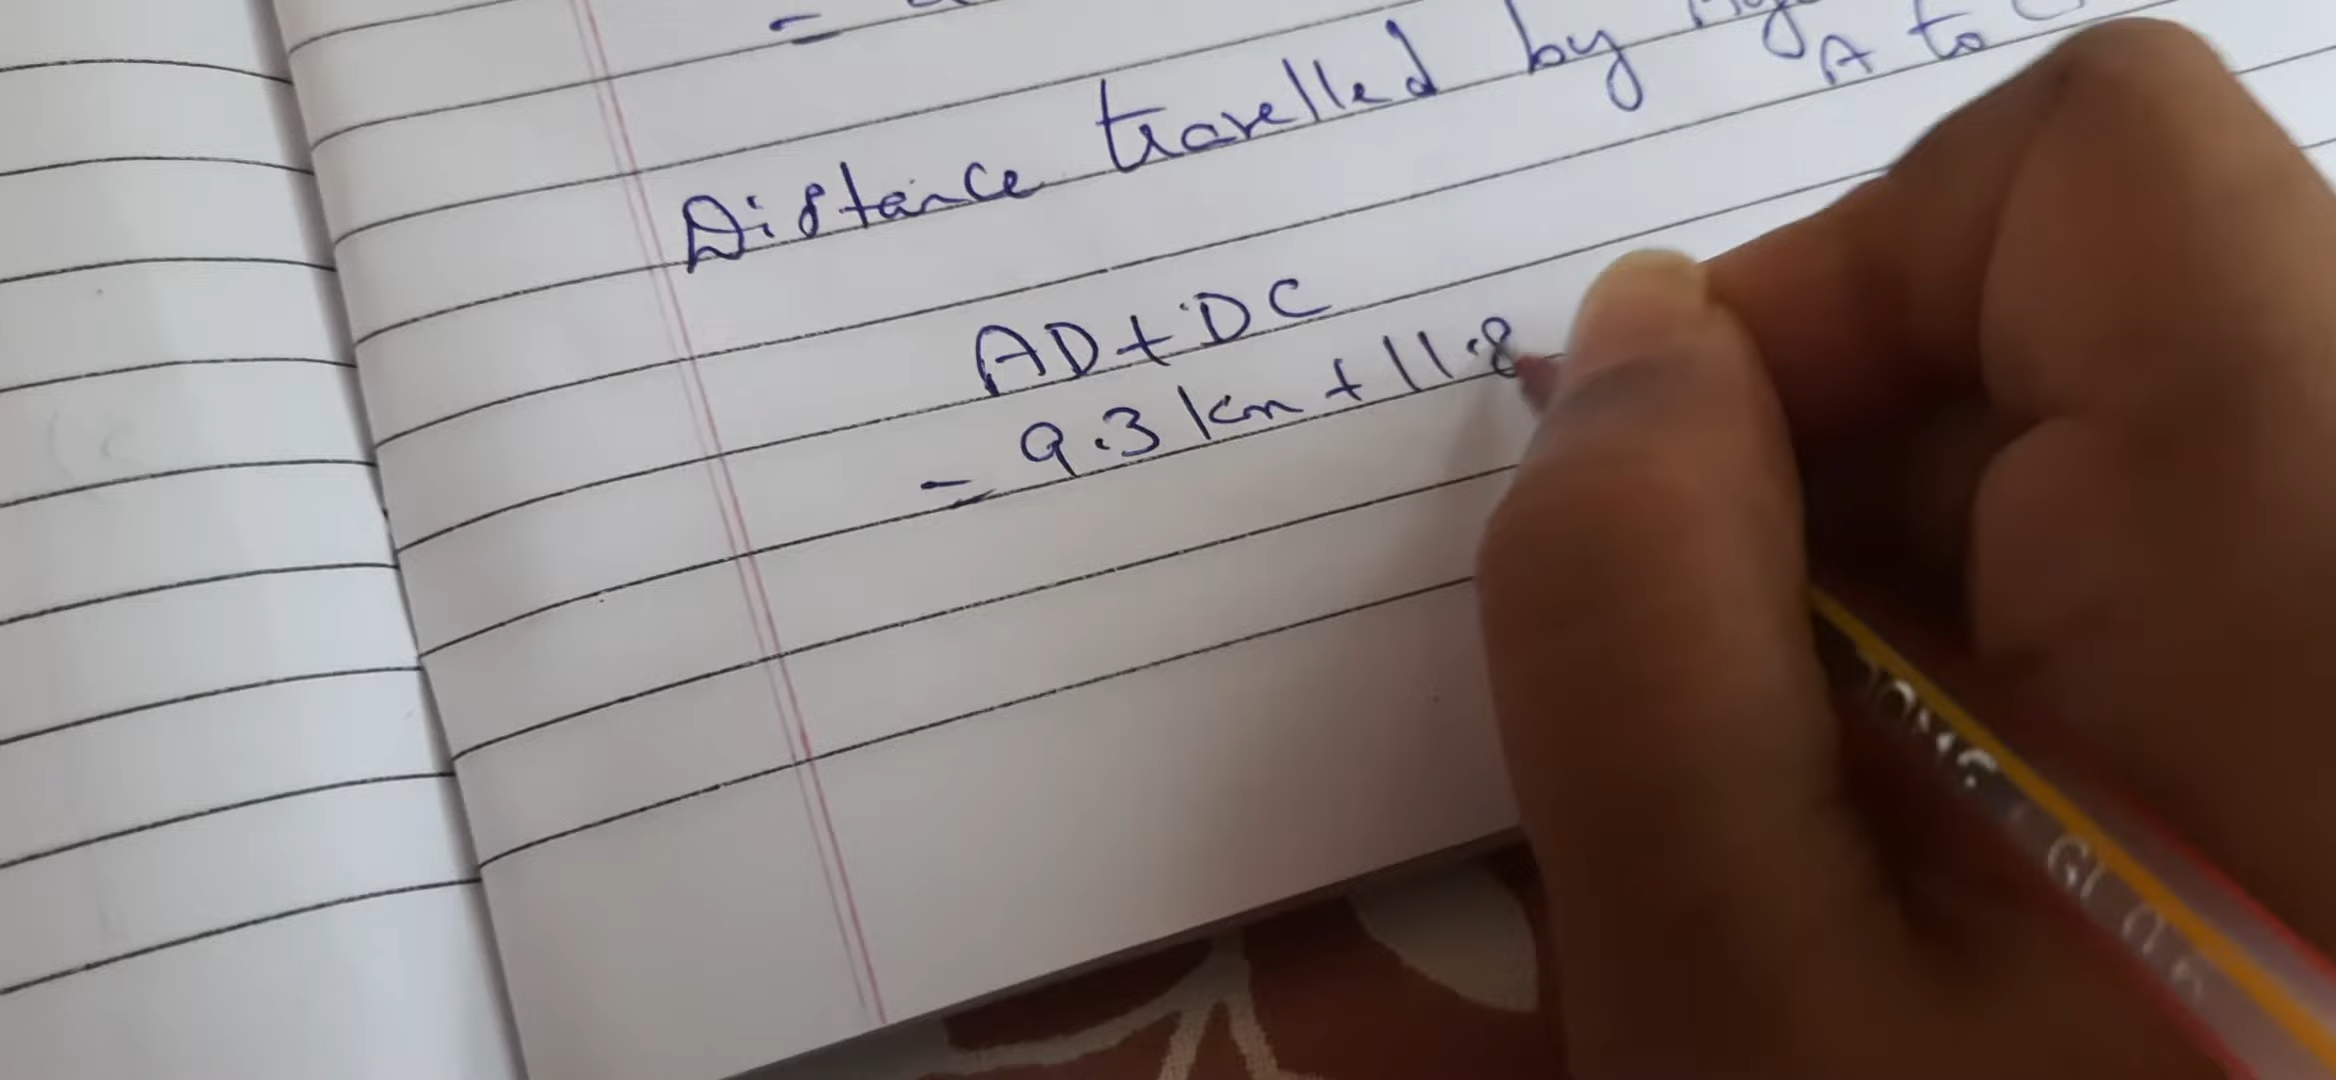 =
Distance travelled by
A to
AD + DC
= 9.3 km + 11.8